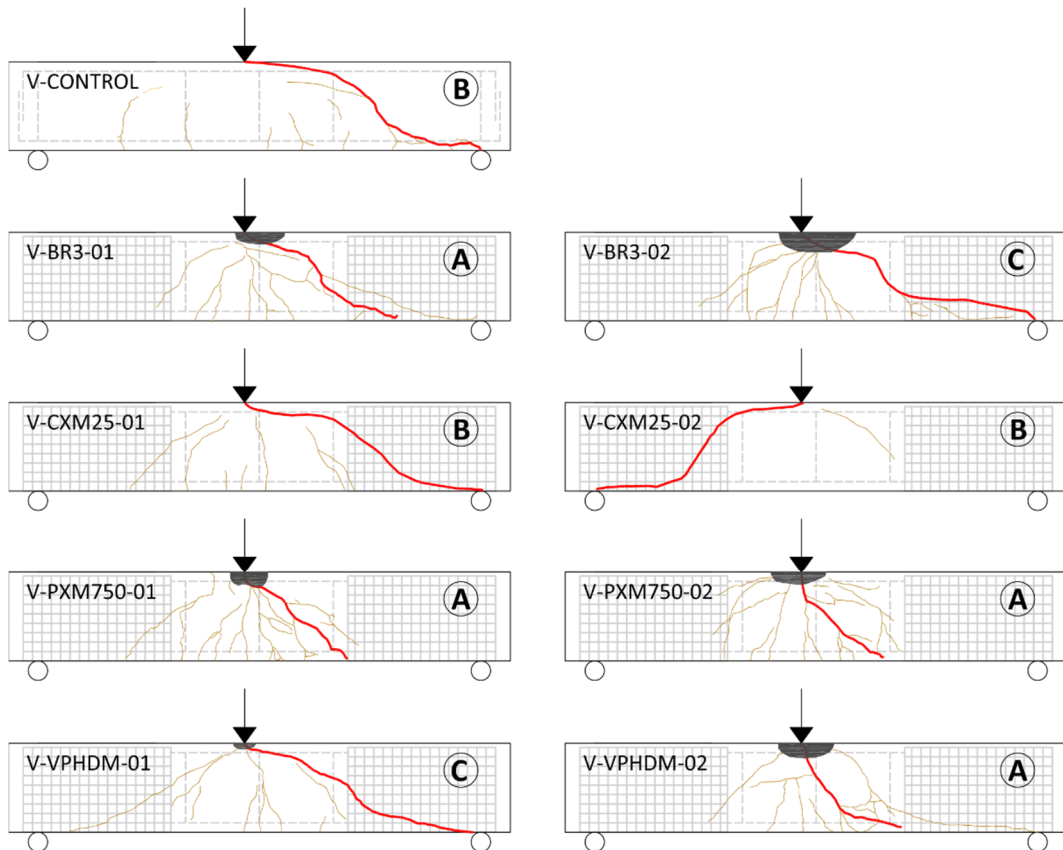 V-CONTROL B
V-BR3-01 A
V-BR3-02 C
V-CXM25-01 B
V-CXM25-02 B
V-PXM750-01 A
V-PXM750-02 A
V-VPHDM-01 C
V-VPHDM-02 A